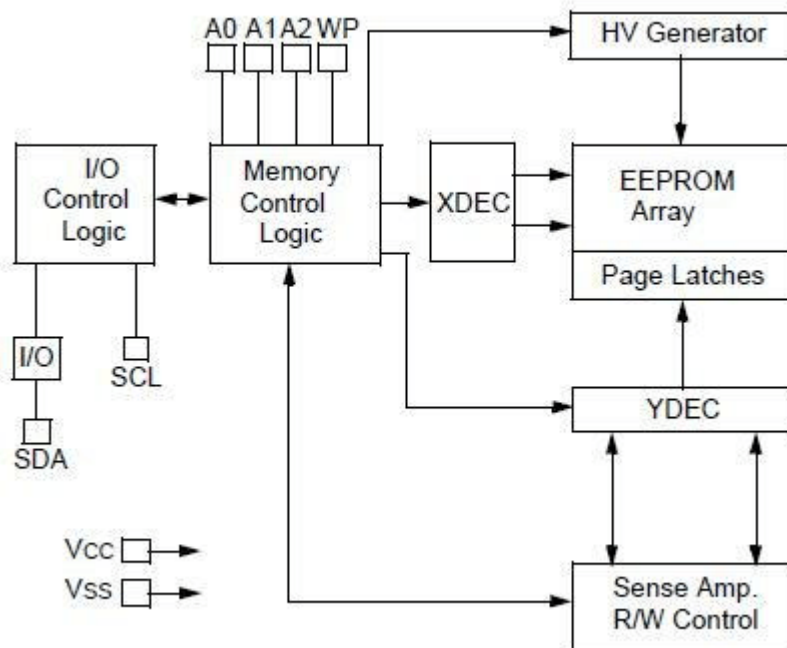 A0 A1 A2 WP
HV Generator
I/O
Control
Logic
Memory
Control
Logic
XDEC
EEPROM
Array
Page Latches
I/O
SCL
SDA
YDEC
Vcc
Vss
Sense Amp.
R/W Control